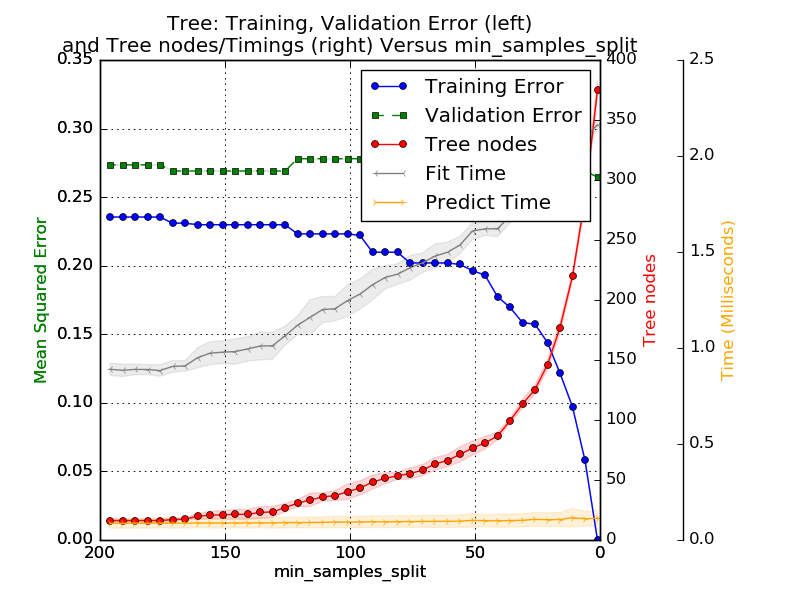 Tree: Training, Validation Error (left)
and Tree nodes/Timings (right) Versus min_samples_split
0.35
0.30
0.25
0.20
0.15
0.10
0.05
0.00
Mean Squared Error
200
150
100
50
0
min_samples_split
Training Error
Validation Error
Tree nodes
Fit Time
Predict Time
400
350
300
250
200
150
100
50
0
Tree nodes
2.5
2.0
1.5
1.0
0.5
0.0
Time (Milliseconds)